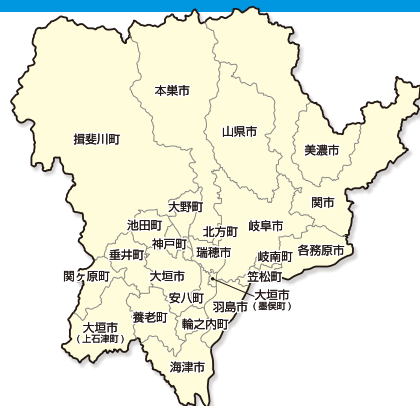 本巣市
山県市
揖斐川町
美濃市
関市
大野町
池田町
北方町
岐阜市
神戸町
垂井町
瑞穂市
岐南町
各務原市
関ヶ原町
大垣市
笠松町
安八町
大垣市
(墨俣町)
羽島市
養老町
輪之内町
大垣市
(上石津町)
海津市